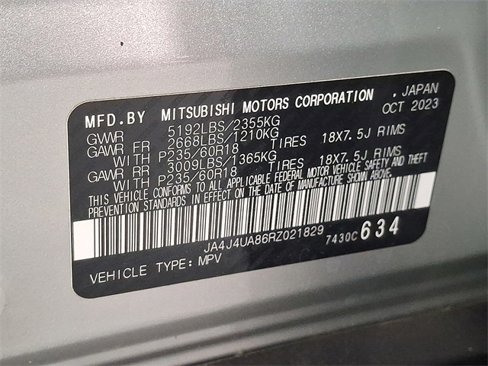 MFD.BY MITSUBISHI MOTORS CORPORATION , JAPAN
GVWR 5192LBS/2355KG OCT 2023
GAWR FR 2668LBS/1210KG
WITH P235/60R18 TIRES 18X7.5J RIMS
GAWR RR 3009LBS/1365KG
WITH P235/60R18 TIRES 18X7.5J RIMS
THIS VEHICLE CONFORMS TO ALL APPLICABLE FEDERAL MOTOR VEHICLE SAFETY AND THEFT
PREVENTION STANDARDS IN EFFECT ON THE DATE OF MANUFACTURE SHOWN ABOVE.
JA4J4UA86RZ021829 7430C634
VEHICLE TYPE: MPV